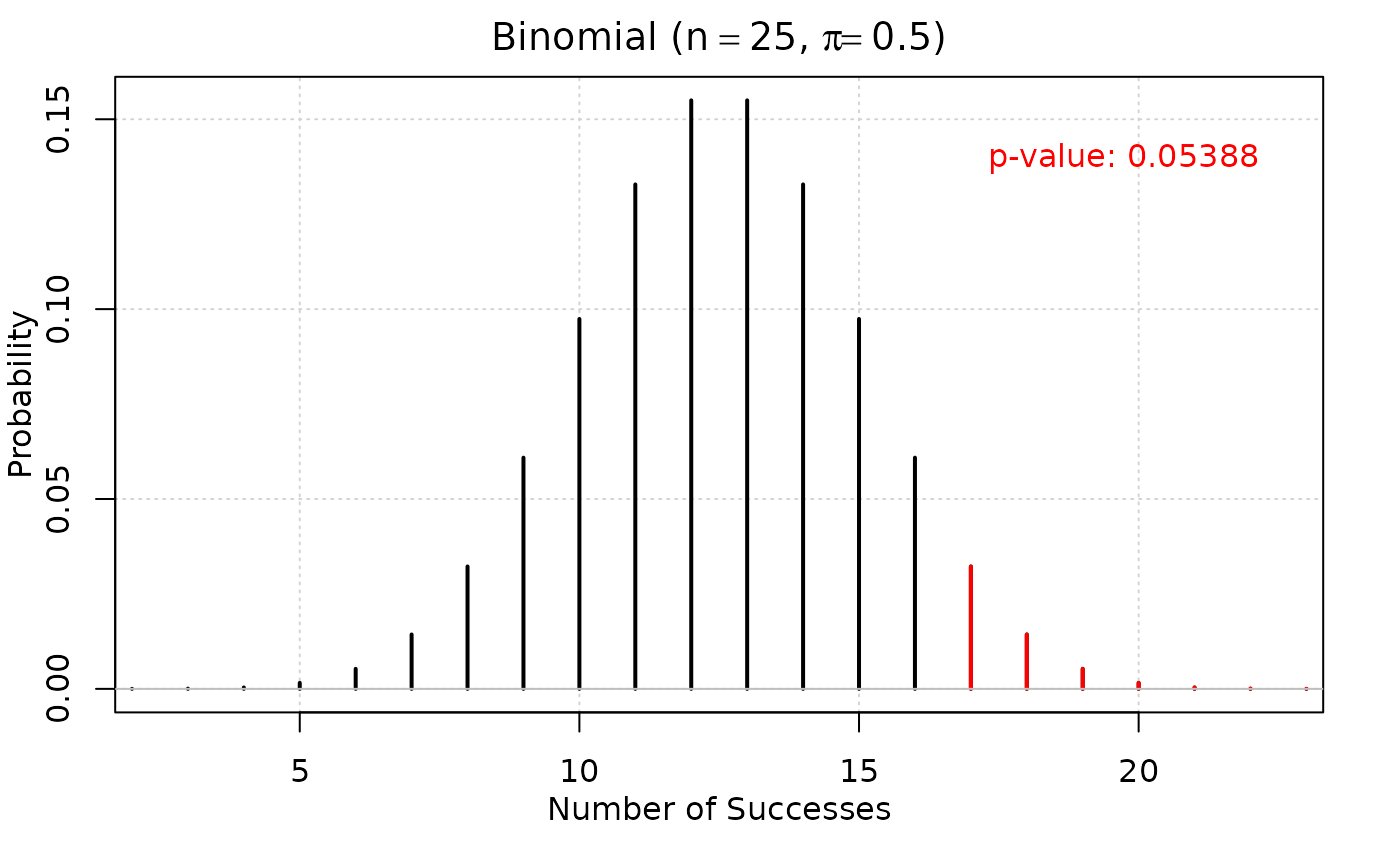 Binomial (n = 25, π= 0.5)
p-value: 0.05388
Probability
0.15
0.10
0.05
0.00
5 10 15 20
Number of Successes